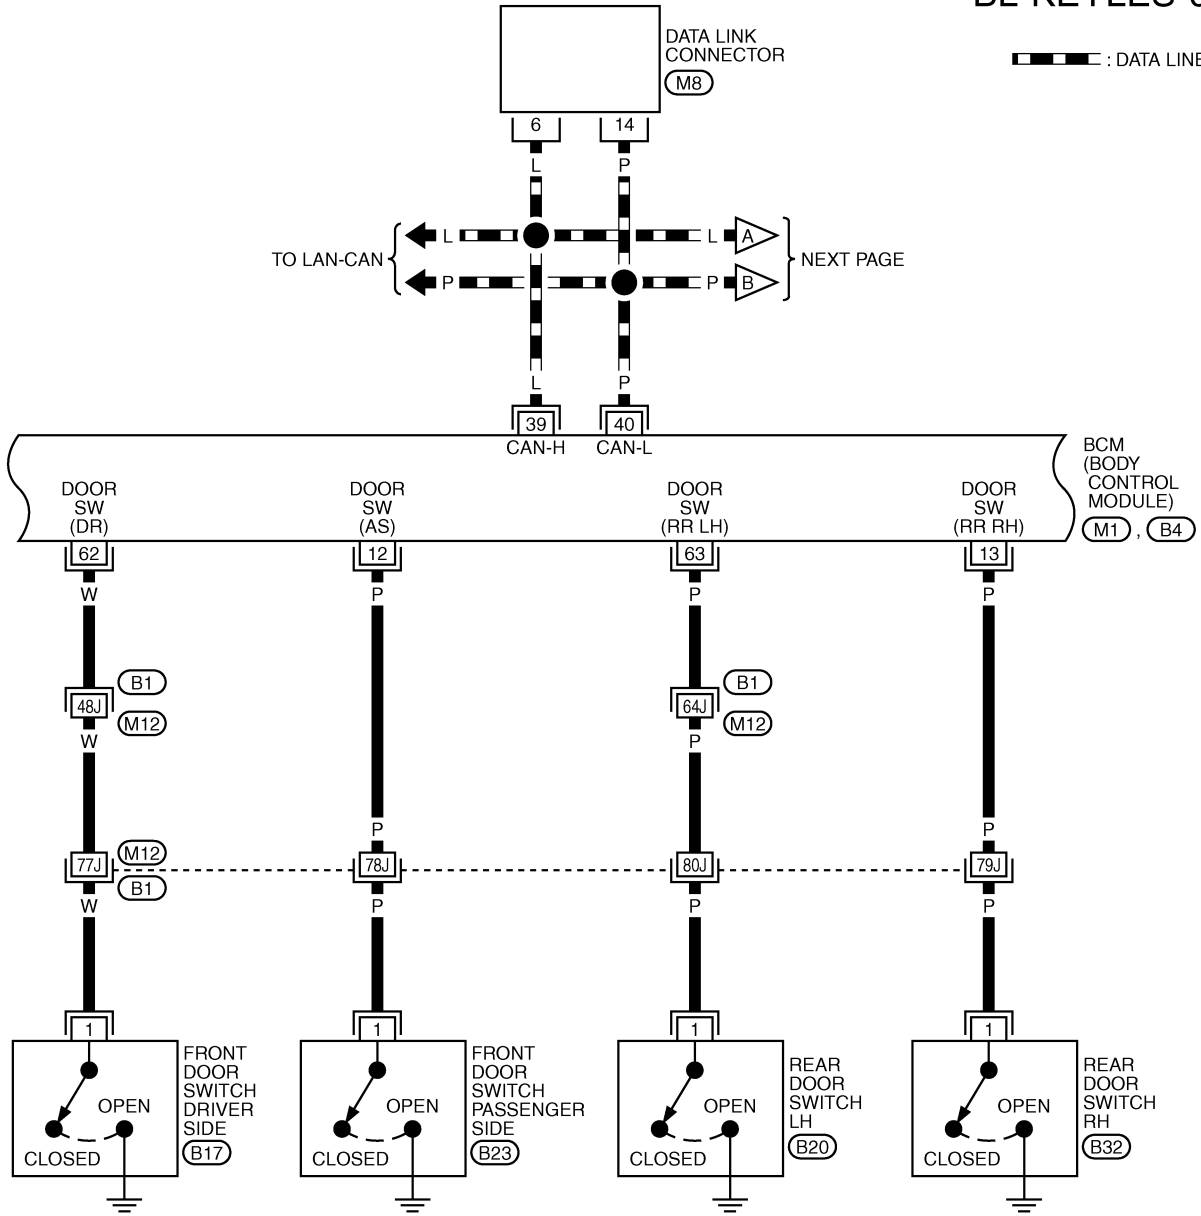 DATA LINK
CONNECTOR
M8
: DATA LINE
6 14
L P
L L A
TO LAN-CAN NEXT PAGE
P P B
L P
39 40
CAN-H CAN-L
BCM
(BODY
CONTROL
MODULE)
M1 , B4
DOOR
SW
(DR)
DOOR
SW
(AS)
DOOR
SW
(RR LH)
DOOR
SW
(RR RH)
62 12 63 13
W P P P
B1 B1
48J 64J
M12 M12
W P
P P
M12
77J 78J 80J 79J
B1
W P P P
1 1 1 1
FRONT
DOOR
SWITCH
DRIVER
SIDE
B17
OPEN
CLOSED
FRONT
DOOR
SWITCH
PASSENGER
SIDE
B23
OPEN
CLOSED
REAR
DOOR
SWITCH
LH
B20
OPEN
CLOSED
REAR
DOOR
SWITCH
RH
B32
OPEN
CLOSED